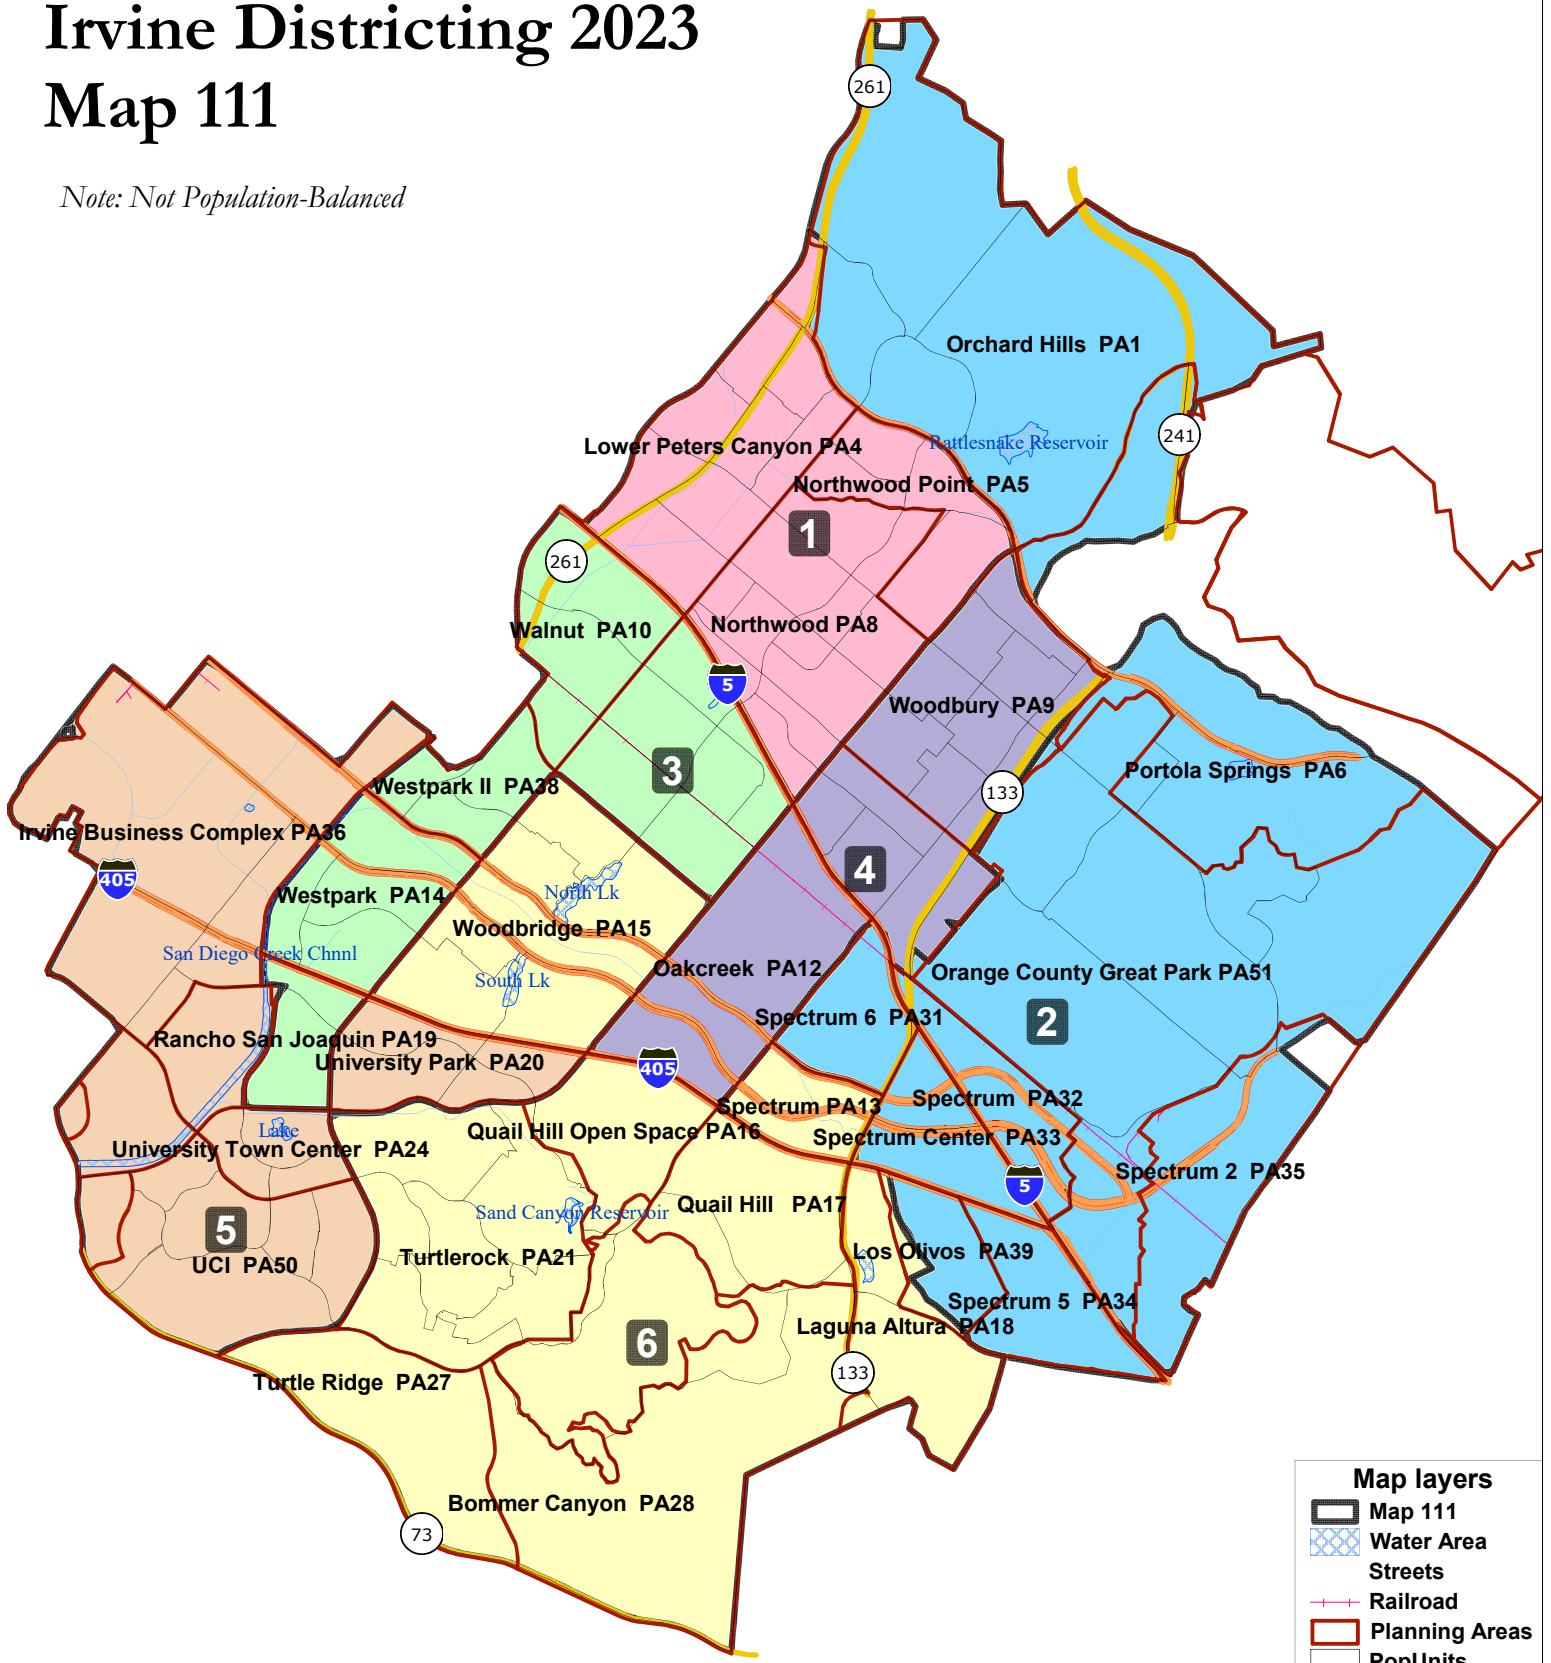 Irvine Districting 2023
Map 111
Note: Not Population-Balanced
261
Orchard Hills  PA1
241
Rattlesnake Reservoir
Lower Peters Canyon PA4
Northwood Point  PA5
1
261
Walnut  PA10
Northwood PA8
5
Woodbury  PA9
3
133
Portola Springs  PA6
Westpark II  PA38
Irvine Business Complex PA36
405
4
Westpark  PA14
North Lk
Woodbridge  PA15
San Diego Creek Chnnl
South Lk
Oakcreek  PA12
Orange County Great Park PA51
Spectrum 6  PA31
2
Rancho San Joaquin PA19
University Park  PA20
405
Spectrum PA13
Spectrum  PA32
Lake
Quail Hill Open Space PA16
Spectrum Center  PA33
University Town Center  PA24
Spectrum 2  PA35
5
Sand Canyon Reservoir
Quail Hill  PA17
5
UCI  PA50
Turtlerock  PA21
Los Olivos  PA39
Spectrum 5  PA34
Laguna Altura  PA18
6
133
Turtle Ridge  PA27
Bommer Canyon  PA28
73
Map layers
Map 111
Water Area
Streets
Railroad
Planning Areas
PopUnits